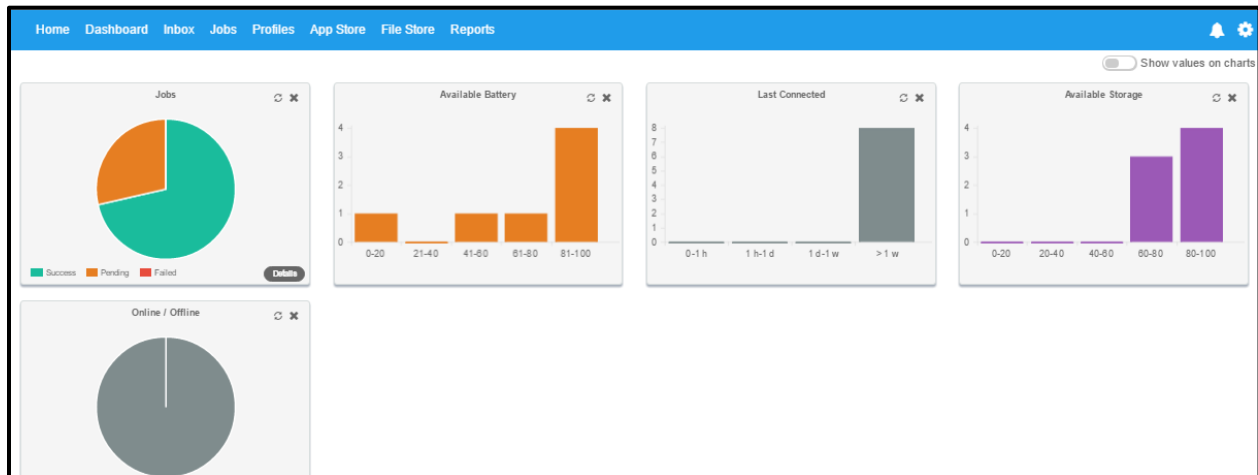 Home Dashboard Inbox Jobs Profiles App Store File Store Reports
Show values on charts
Jobs
Success Pending Failed
Details
Available Battery
4
3
2
1
0
0-20 21-40 41-60 61-80 81-100
Last Connected
8
7
6
5
4
3
2
1
0
0-1 h 1 h-1 d 1 d-1 w > 1 w
Available Storage
4
3
2
1
0
0-20 20-40 40-60 60-80 80-100
Online / Offline